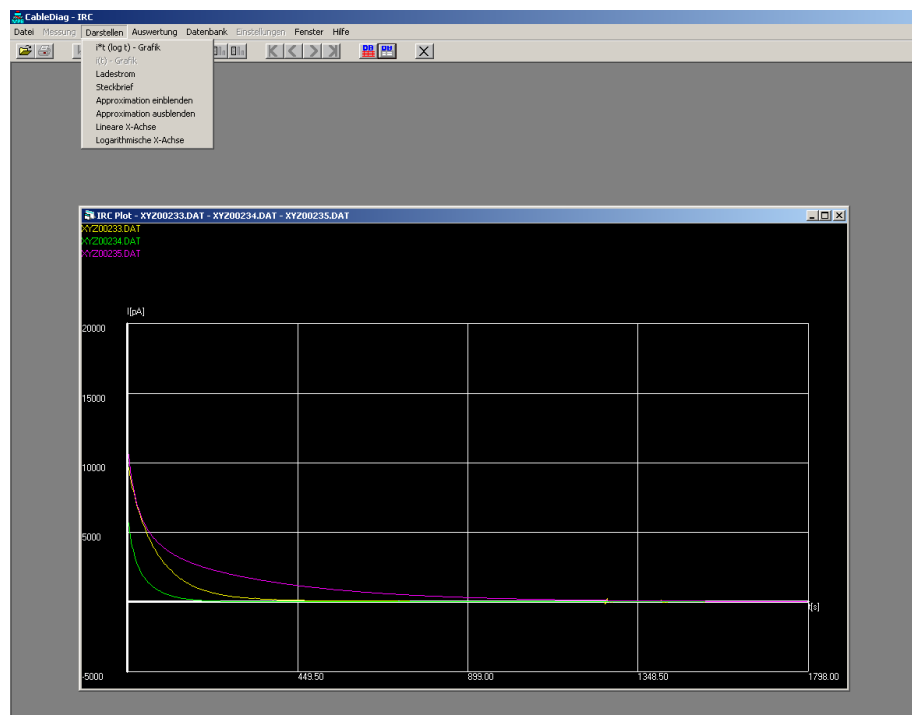 CableDiag - IRC
Datei Messung Darstellen Auswertung Datenbank Einstellungen Fenster Hilfe
i*t (log t) - Grafik
i(t) - Grafik
Ladestrom
Steckbrief
Approximation einblenden
Approximation ausblenden
Lineare X-Achse
Logarithmische X-Achse
IRC Plot - XYZ00233.DAT - XYZ00234.DAT - XYZ00235.DAT
XYZ00233.DAT
XYZ00234.DAT
XYZ00235.DAT
I[pA]
20000
15000
10000
5000
t[s]
-5000 449.50 899.00 1348.50 1798.00